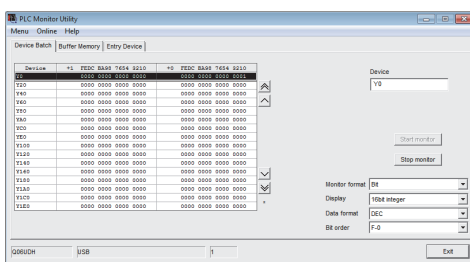 PLC Monitor Utility
Menu Online Help
Device Batch Buffer Memory Entry Device
Device +1 FEDC BA98 7654 3210 +0 FEDC BA98 7654 3210
Y0 0000 0000 0000 0000 0000 0000 0000 0001
Y20 0000 0000 0000 0000 0000 0000 0000 0000
Y40 0000 0000 0000 0000 0000 0000 0000 0000
Y60 0000 0000 0000 0000 0000 0000 0000 0000
Y80 0000 0000 0000 0000 0000 0000 0000 0000
YA0 0000 0000 0000 0000 0000 0000 0000 0000
YC0 0000 0000 0000 0000 0000 0000 0000 0000
YE0 0000 0000 0000 0000 0000 0000 0000 0000
Y100 0000 0000 0000 0000 0000 0000 0000 0000
Y120 0000 0000 0000 0000 0000 0000 0000 0000
Y140 0000 0000 0000 0000 0000 0000 0000 0000
Y160 0000 0000 0000 0000 0000 0000 0000 0000
Y180 0000 0000 0000 0000 0000 0000 0000 0000
Y1A0 0000 0000 0000 0000 0000 0000 0000 0000
Y1C0 0000 0000 0000 0000 0000 0000 0000 0000
Y1E0 0000 0000 0000 0000 0000 0000 0000 0000
Device
Y0
Start monitor
Stop monitor
Monitor format Bit
Display 16bit integer
Data format DEC
Bit order F-0
Q06UDH USB 1 Exit